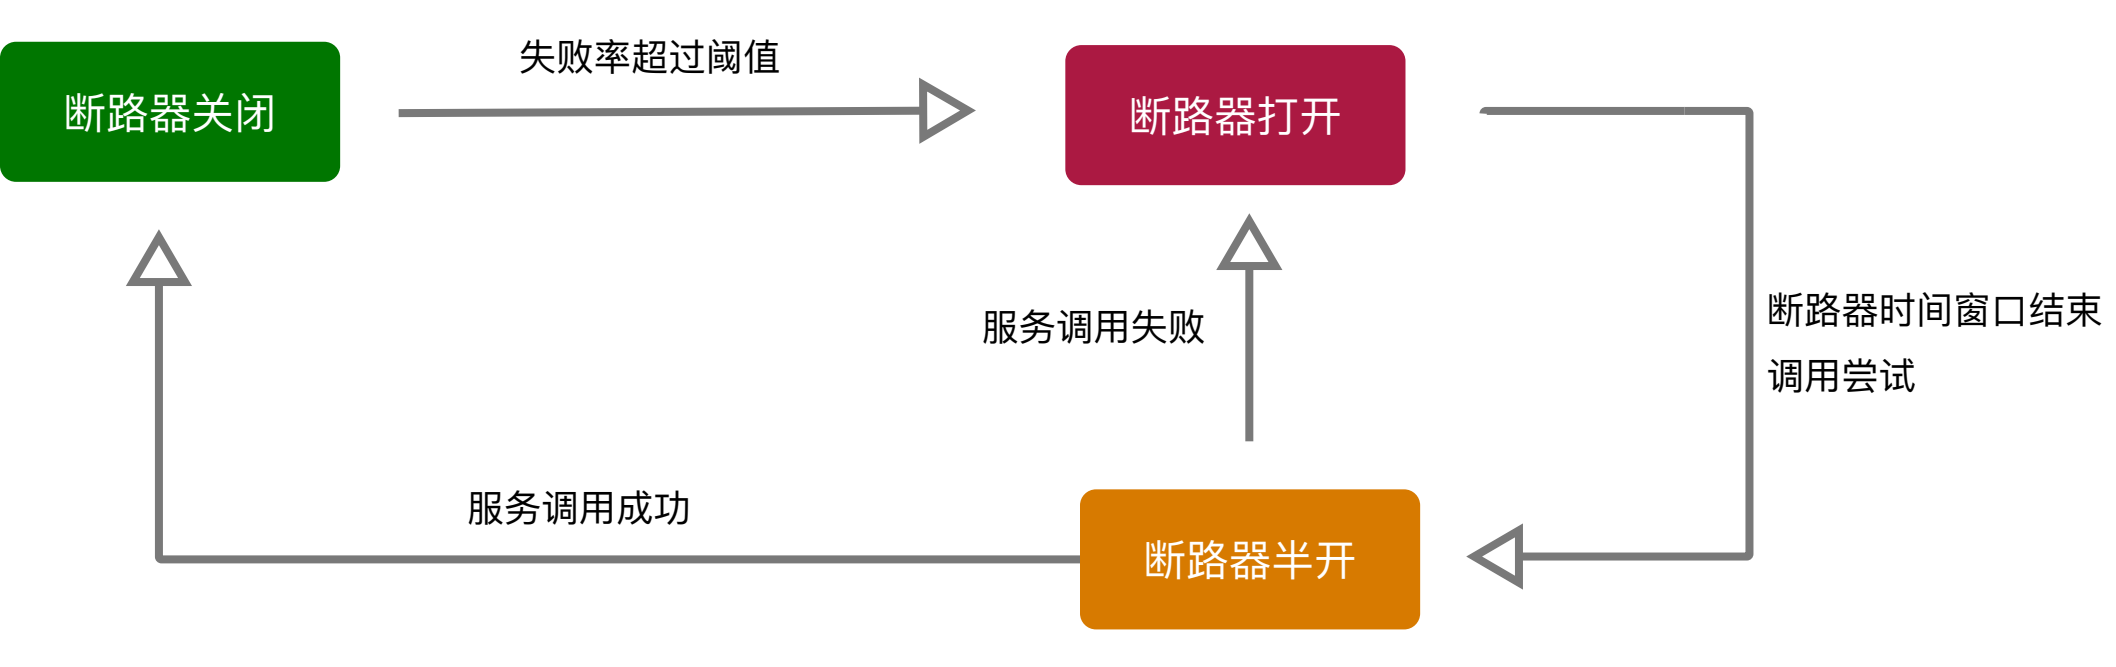 失败率超过阈值
断路器关闭
断路器打开
断路器时间窗口结束
调用尝试
服务调用失败
服务调用成功
断路器半开